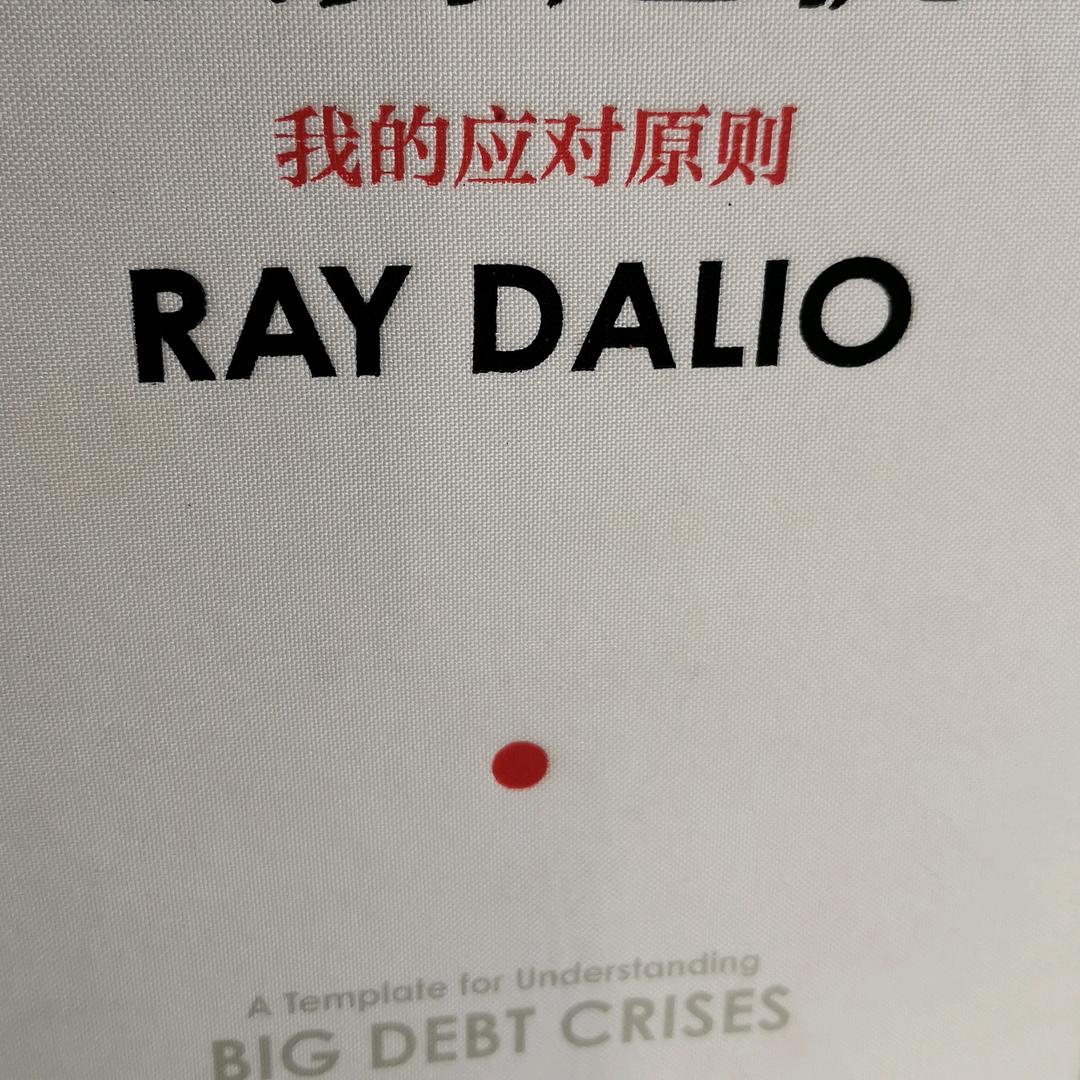 我的应对原则
RAY DALIO
A Template for Understanding
BIG DEBT CRISES